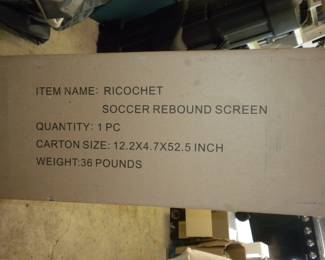 ITEM NAME: RICOCHET
SOCCER REBOUND SCREEN
QUANTITY: 1 PC
CARTON SIZE: 12.2X4.7X52.5 INCH
WEIGHT:36 POUNDS